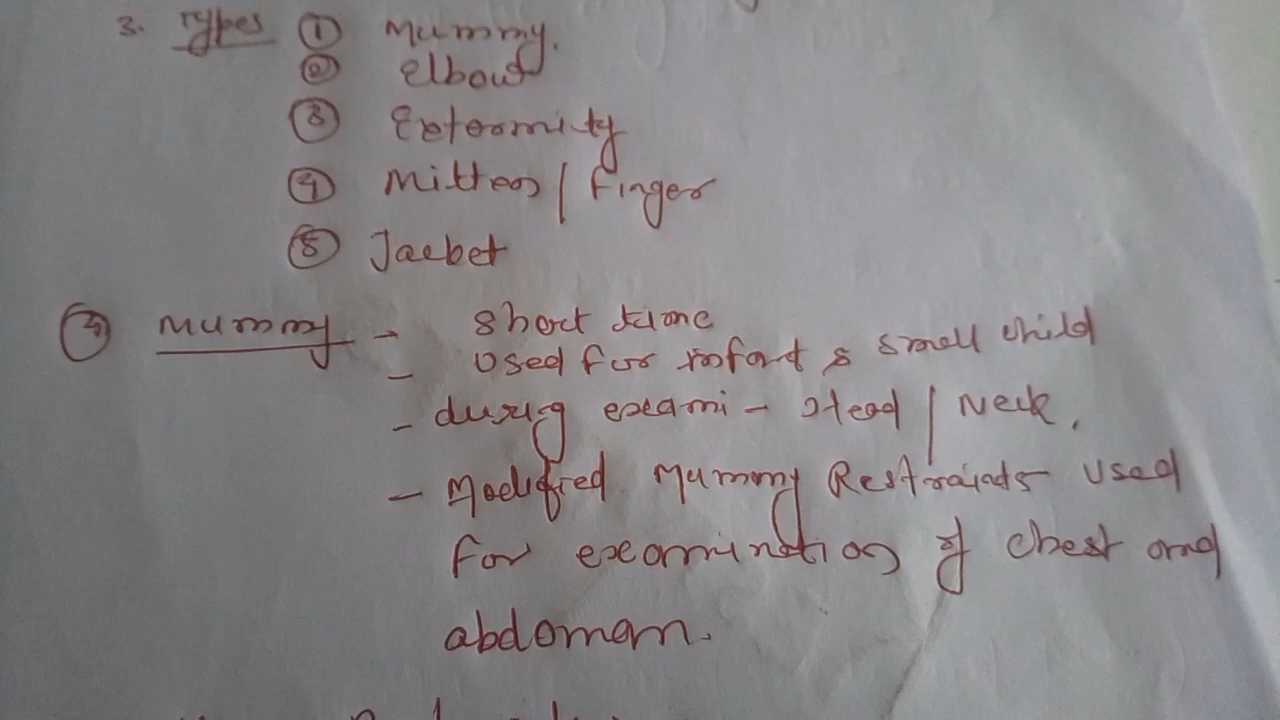 3. Types ① Mummy.
② Elbow
③ Extormity
④ Mitten / Finger
⑤ Jacket
④ Mummy - short time
- Used for infant & small child
- during exami - Head / Neck.
- Modified Mummy Restraints used
for examination of chest and
abdomen.